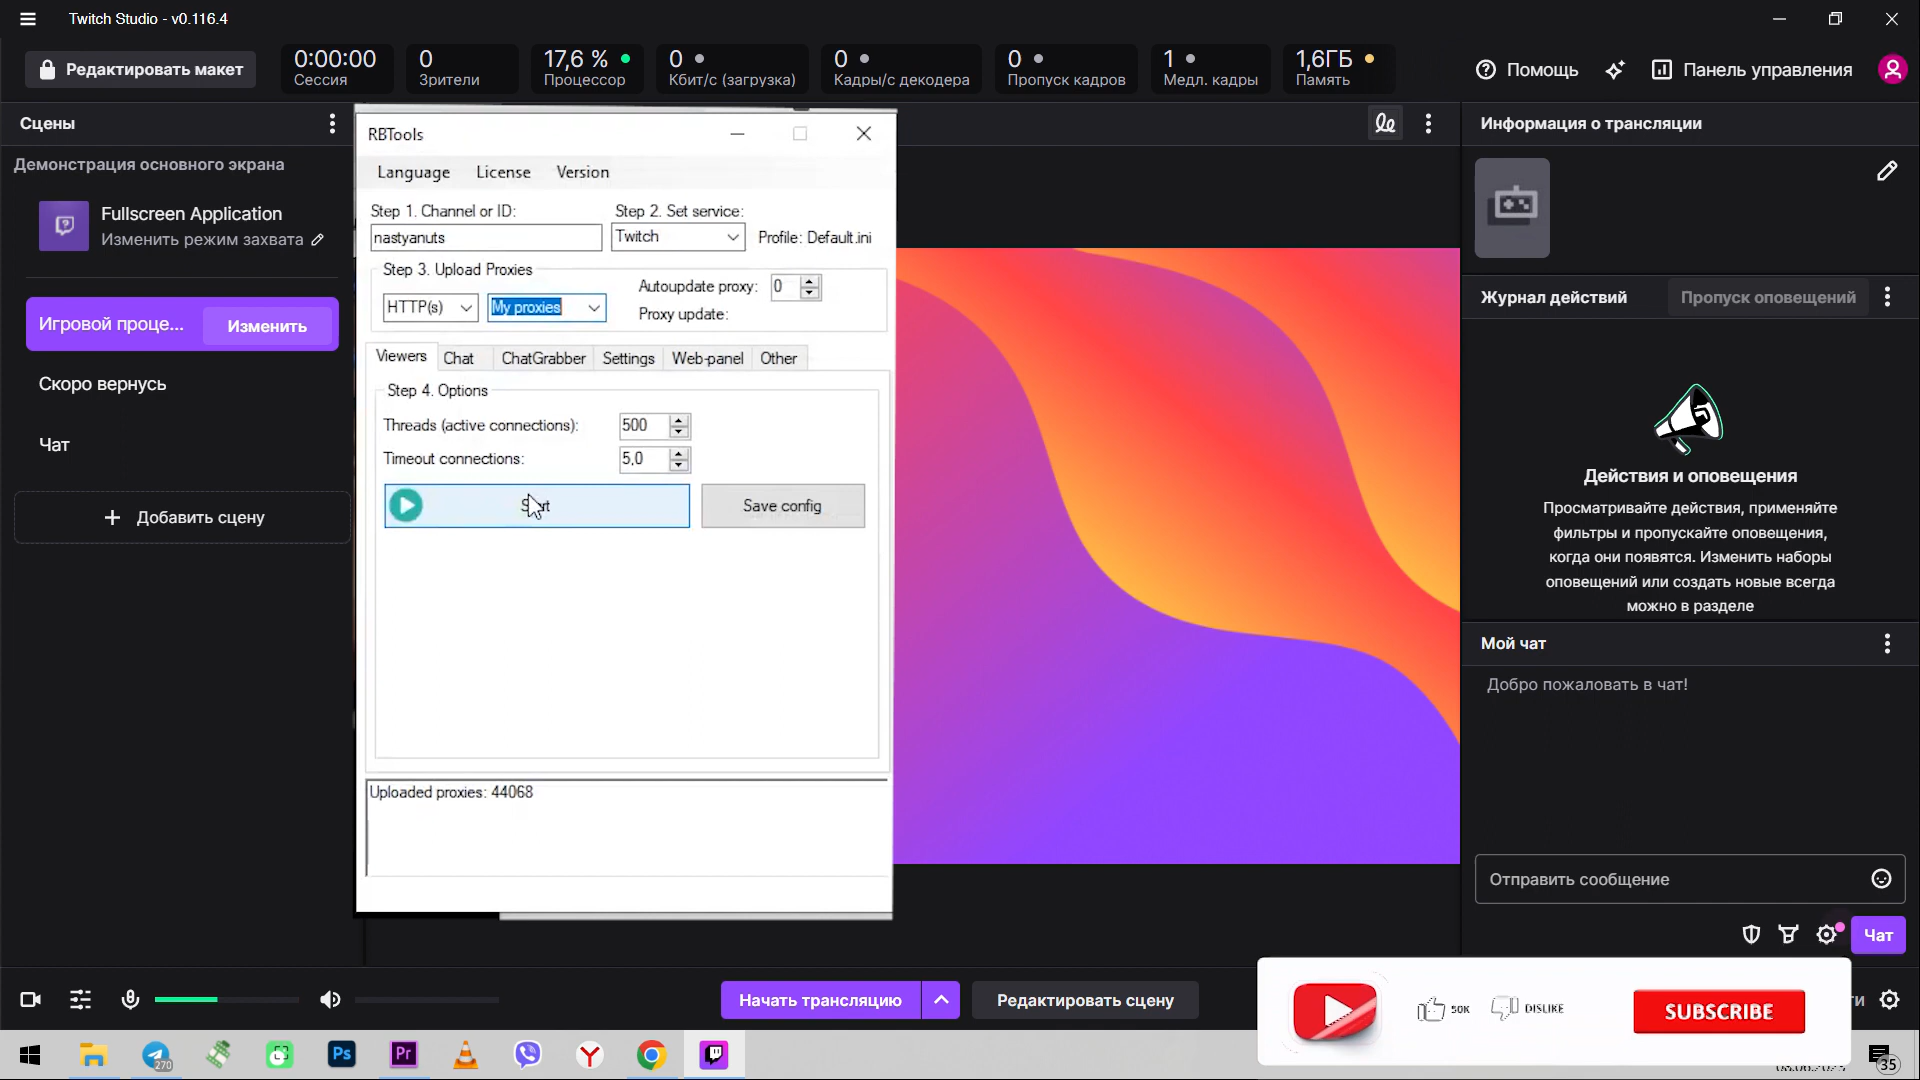 Twitch Studio - v0.116.4
Редактировать макет
0:00:00
Сессия
0
Зрители
17,6 %
Процессор
0
Кбит/с (загрузка)
0
Кадры/с декодера
0
Пропуск кадров
1
Медл. кадры
1,6ГБ
Память
Помощь
Панель управления
Сцены
Демонстрация основного экрана
Fullscreen Application
Изменить режим захвата
Игровой проце...
Изменить
Скоро вернусь
Чат
Добавить сцену
RBTools
Language License Version
Step 1. Channel or ID:
nastyanuts
Step 2. Set service:
Twitch
Profile: Default.ini
Step 3. Upload Proxies
HTTP(s)
My proxies
Autoupdate proxy: 0
Proxy update:
Viewers Chat ChatGrabber Settings Web-panel Other
Step 4. Options
Threads (active connections): 500
Timeout connections: 5,0
Save config
Uploaded proxies: 44068
Информация о трансляции
Журнал действий
Пропуск оповещений
Действия и оповещения
Просматривайте действия, применяйте
фильтры и пропускайте оповещения,
когда они появятся. Изменить наборы
оповещений или создать новые всегда
можно в разделе
Мой чат
Добро пожаловать в чат!
Отправить сообщение
Чат
Начать трансляцию
Редактировать сцену
50K
DISLIKE
SUBSCRIBE
ти
270
Ps
Pr
35